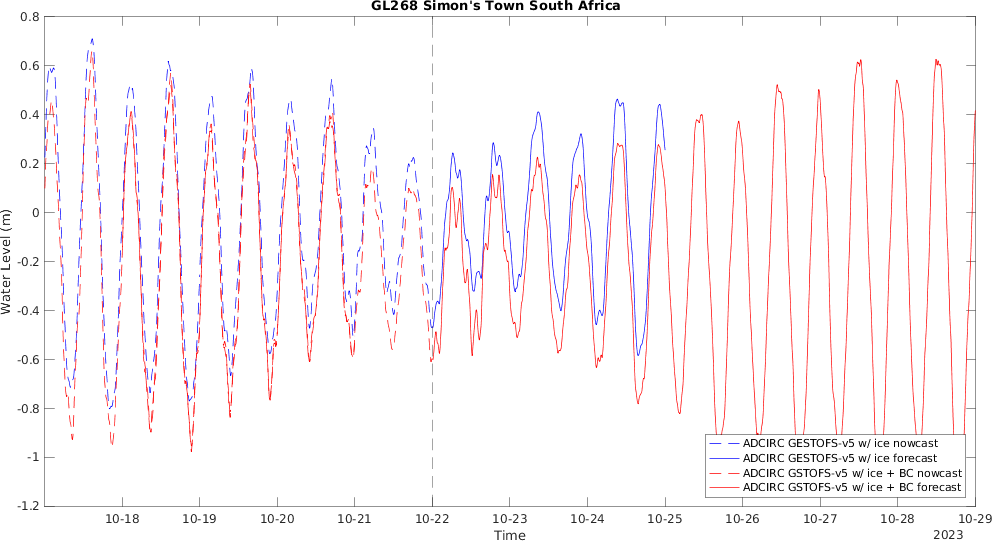 GL268 Simon's Town South Africa
0.8
0.6
0.4
0.2
0
-0.2
-0.4
-0.6
-0.8
-1
-1.2
Water Level (m)
10-18 10-19 10-20 10-21 10-22 10-23 10-24 10-25 10-26 10-27 10-28 10-29
Time
2023
ADCIRC GESTOFS-v5 w/ ice nowcast
ADCIRC GESTOFS-v5 w/ ice forecast
ADCIRC GSTOFS-v5 w/ ice + BC nowcast
ADCIRC GSTOFS-v5 w/ ice + BC forecast